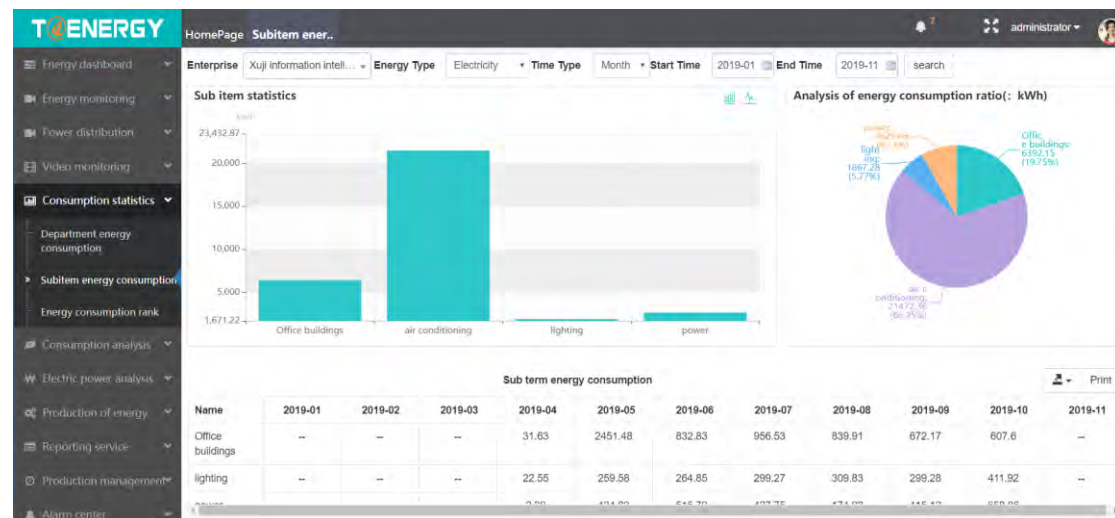 T@ENERGY
HomePage Subitem ener..
7
administrator
Energy dashboard
Energy monitoring
Power distribution
Video monitoring
Consumption statistics
Department energy
consumption
Subitem energy consumption
Energy consumption rank
Consumption analysis
Electric power analysis
Production of energy
Reporting service
Production management
Alarm center
Enterprise Xuji information intell... Energy Type Electricity Time Type Month Start Time 2019-01 End Time 2019-11 search
Sub item statistics
kWh
23,432.87
20,000
15,000
10,000
5,000
1,671.22
Office buildings air conditioning lighting power
Analysis of energy consumption ratio(: kWh)
Offic
e buildings:
6392.15
(19.75%)
light
ing:
1867.28
(5.77%)
air c
onditioning:
21472.36
(66.35%)
Sub term energy consumption
Print
Name 2019-01 2019-02 2019-03 2019-04 2019-05 2019-06 2019-07 2019-08 2019-09 2019-10 2019-11
Office
buildings
-- -- -- 31.63 2451.48 832.83 956.53 839.91 672.17 607.6 --
lighting -- -- -- 22.55 259.58 264.85 299.27 309.83 299.28 411.92 --